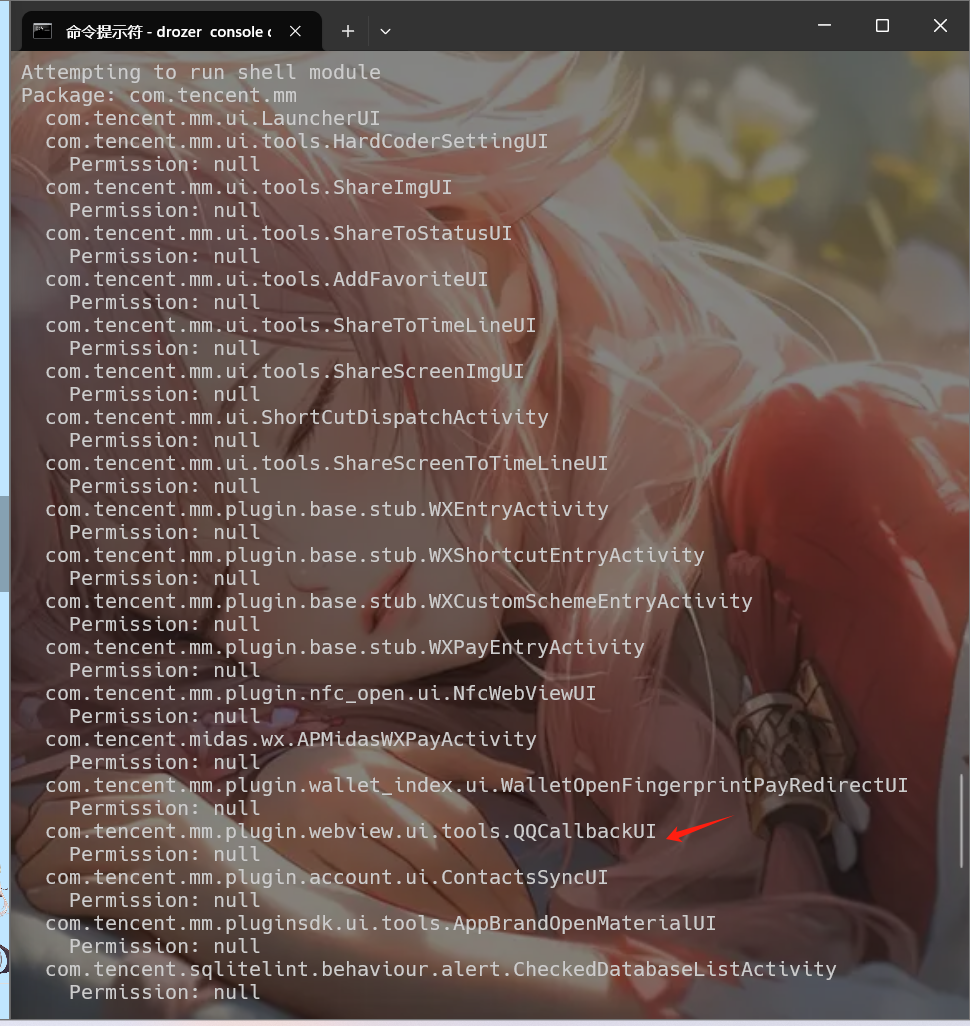 命令提示符 - drozer console c
Attempting to run shell module
Package: com.tencent.mm
com.tencent.mm.ui.LauncherUI
com.tencent.mm.ui.tools.HardCoderSettingUI
Permission: null
com.tencent.mm.ui.tools.ShareImgUI
Permission: null
com.tencent.mm.ui.tools.ShareToStatusUI
Permission: null
com.tencent.mm.ui.tools.AddFavoriteUI
Permission: null
com.tencent.mm.ui.tools.ShareToTimeLineUI
Permission: null
com.tencent.mm.ui.tools.ShareScreenImgUI
Permission: null
com.tencent.mm.ui.ShortCutDispatchActivity
Permission: null
com.tencent.mm.ui.tools.ShareScreenToTimeLineUI
Permission: null
com.tencent.mm.plugin.base.stub.WXEntryActivity
Permission: null
com.tencent.mm.plugin.base.stub.WXShortcutEntryActivity
Permission: null
com.tencent.mm.plugin.base.stub.WXCustomSchemeEntryActivity
Permission: null
com.tencent.mm.plugin.base.stub.WXPayEntryActivity
Permission: null
com.tencent.mm.plugin.nfc_open.ui.NfcWebViewUI
Permission: null
com.tencent.midas.wx.APMidasWXPayActivity
Permission: null
com.tencent.mm.plugin.wallet_index.ui.WalletOpenFingerprintPayRedirectUI
Permission: null
com.tencent.mm.plugin.webview.ui.tools.QQCallbackUI
Permission: null
com.tencent.mm.plugin.account.ui.ContactsSyncUI
Permission: null
com.tencent.mm.pluginsdk.ui.tools.AppBrandOpenMaterialUI
Permission: null
com.tencent.sqlitelint.behaviour.alert.CheckedDatabaseListActivity
Permission: null